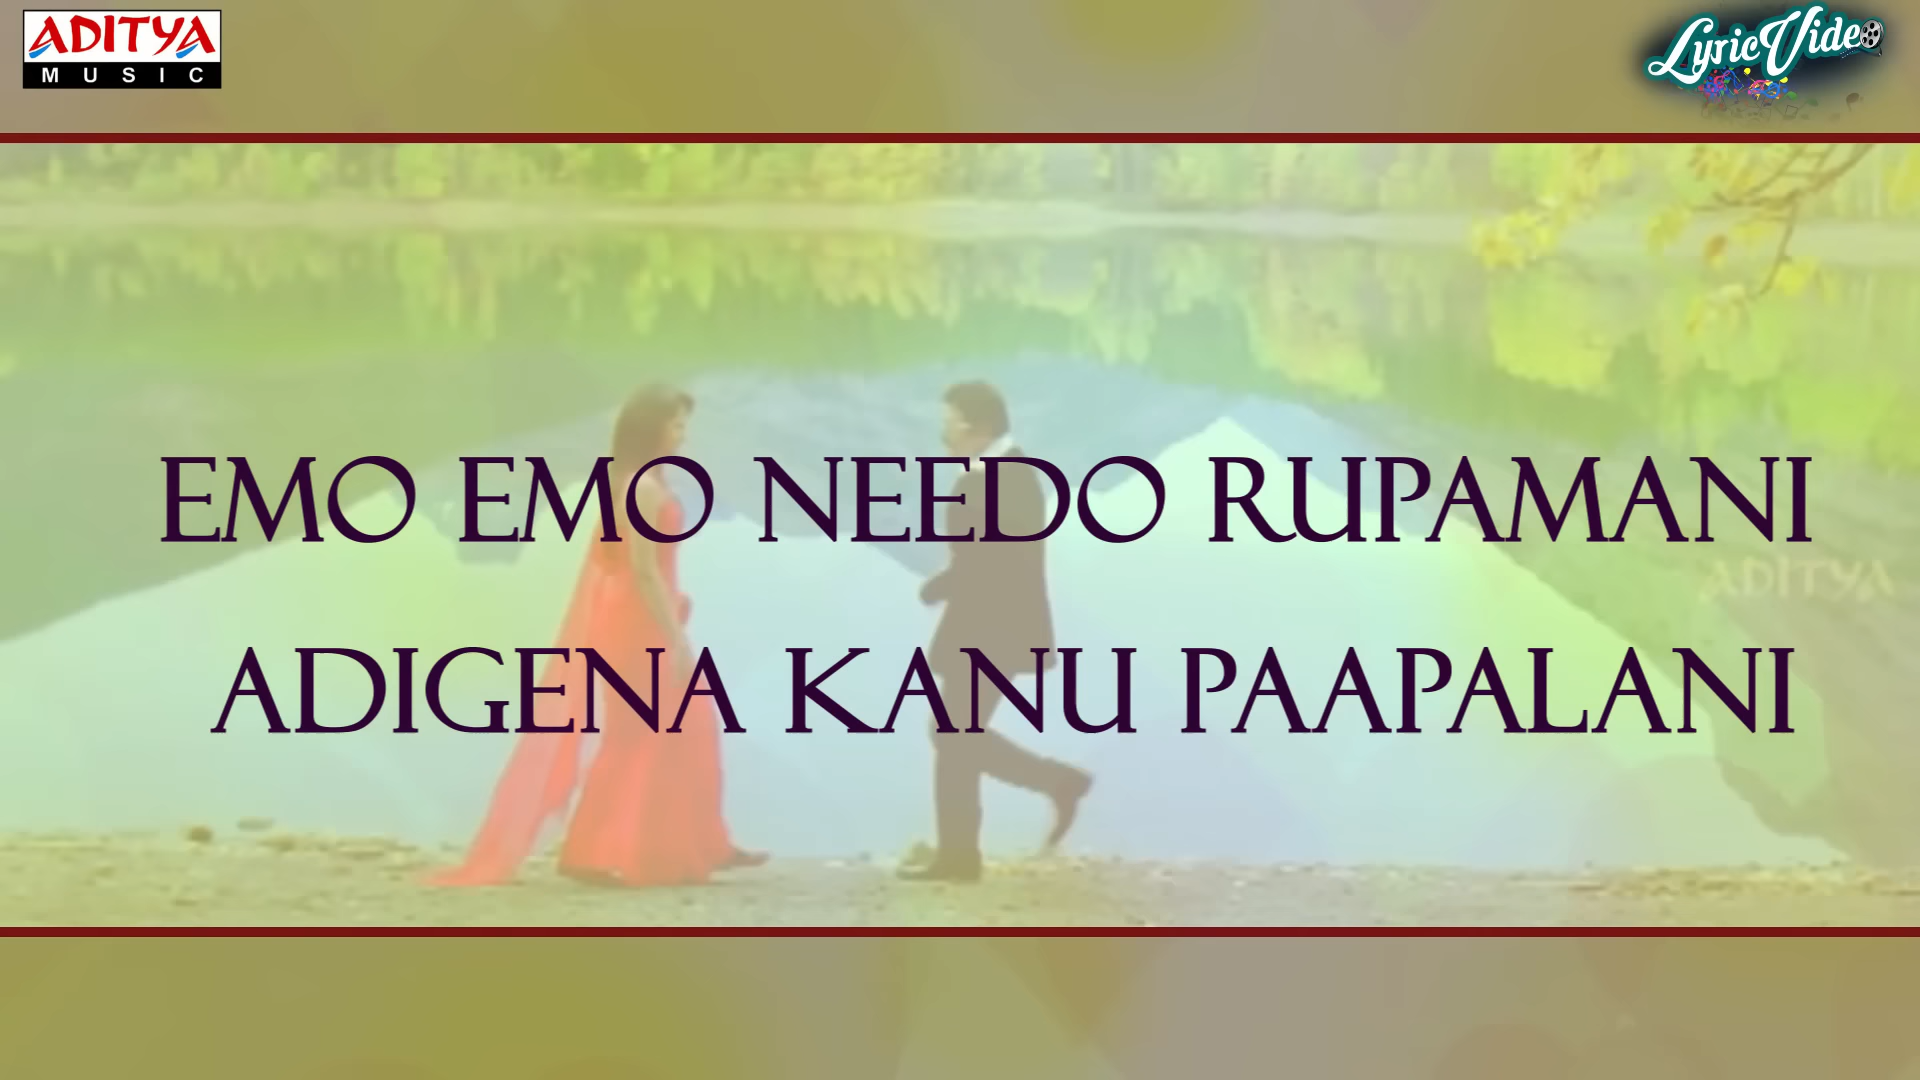 ADITYA
MUSIC
Lyric Video
EMO EMO NEEDO RUPAMANI
ADITYA
ADIGENA KANU PAAPALANI